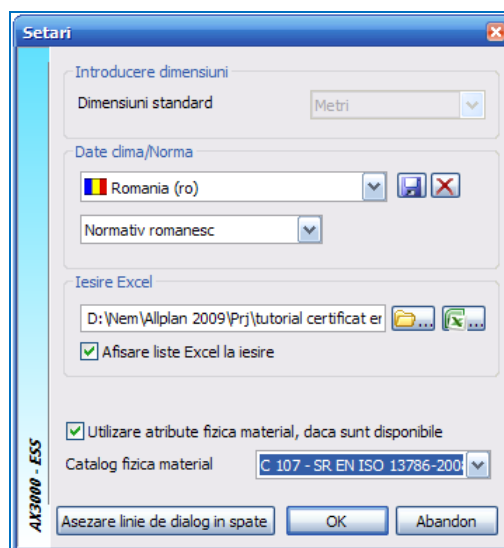 Setari
Introducere dimensiuni
Dimensiuni standard
Metri
Date clima/Norma
Romania (ro)
Normativ romanesc
Iesire Excel
D:\Nem\Allplan 2009\Prj\tutorial certificat er
...
...
Afisare liste Excel la iesire
Utilizare atribute fizica material, daca sunt disponibile
Catalog fizica material
C 107 - SR EN ISO 13786-200
AX3000 - ESS
Asezare linie de dialog in spate
OK
Abandon